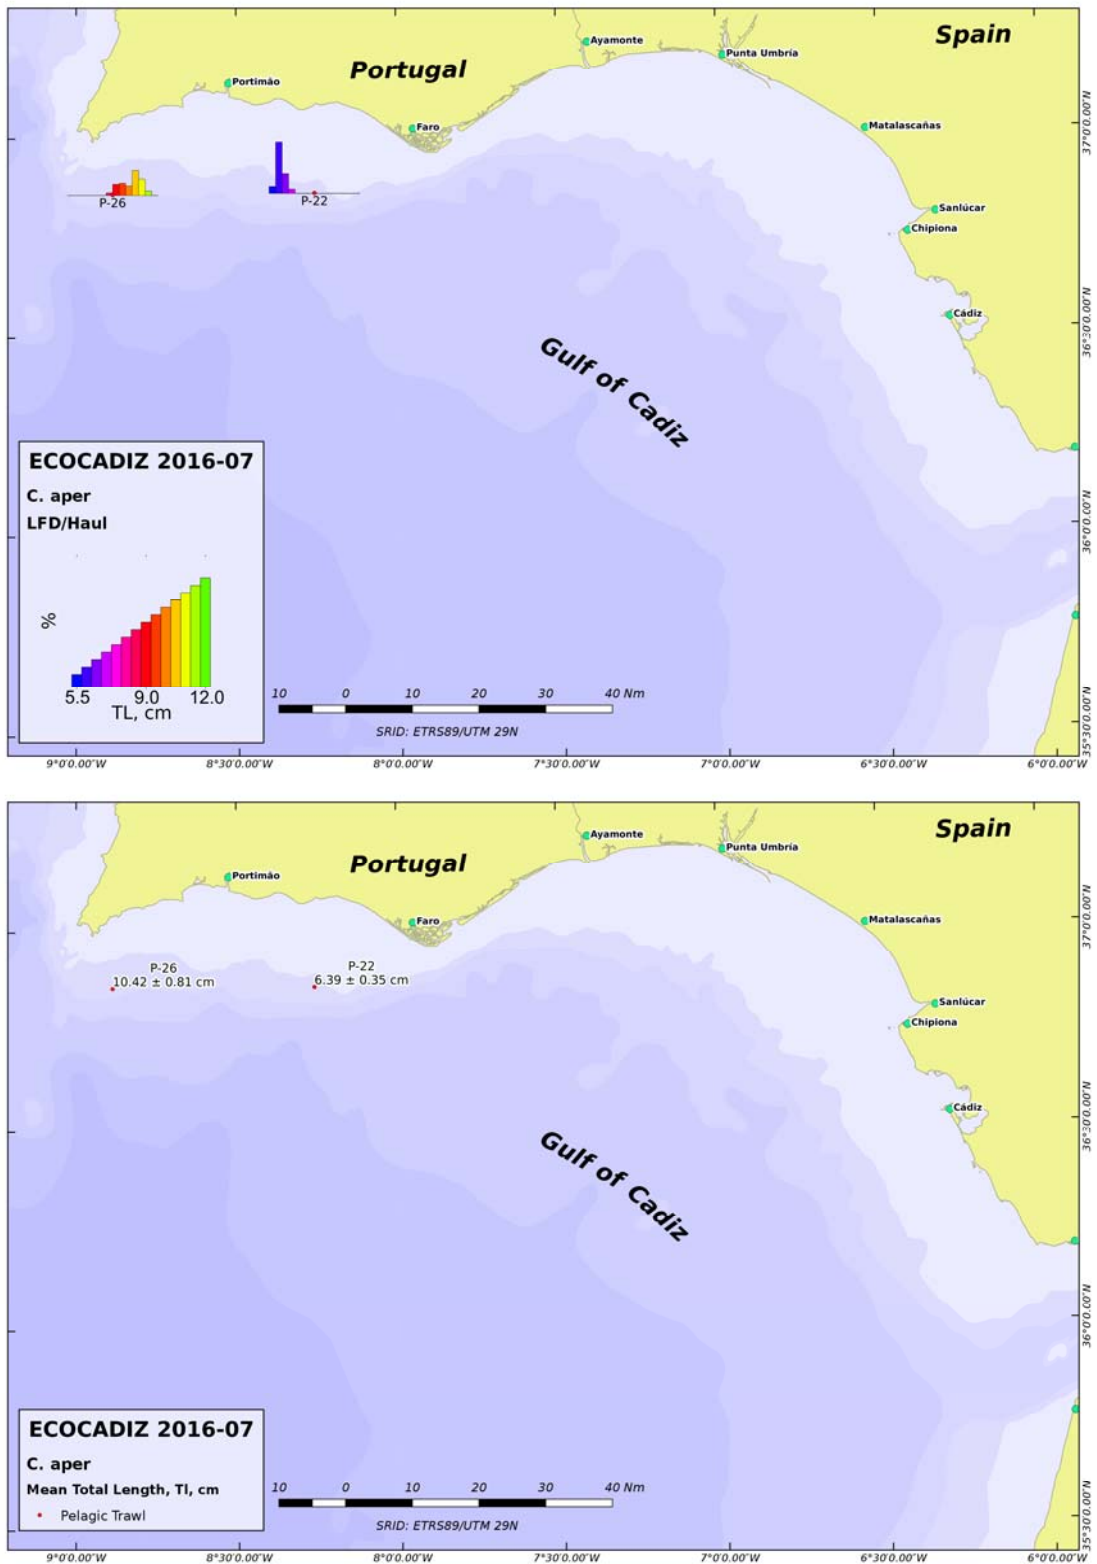 Spain
Ayamonte
Punta Umbría
Portugal
Portimão
Faro
Matalascañas
37°0'0.00"N
P-26
P-22
Sanlúcar
Chipiona
Cádiz
36°30'0.00"N
Gulf of Cadiz
ECOCADIZ 2016-07
C. aper
LFD/Haul
36°0'0.00"N
%
5.5 9.0 12.0
TL, cm
10 0 10 20 30 40 Nm
SRID: ETRS89/UTM 29N
35°30'0.00"N
9°0'0.00"W 8°30'0.00"W 8°0'0.00"W 7°30'0.00"W 7°0'0.00"W 6°30'0.00"W 6°0'0.00"W
Spain
Ayamonte
Punta Umbría
Portugal
Portimão
Faro
Matalascañas
37°0'0.00"N
P-26
10.42 ± 0.81 cm
P-22
6.39 ± 0.35 cm
Sanlúcar
Chipiona
Cádiz
36°30'0.00"N
Gulf of Cadiz
36°0'0.00"N
ECOCADIZ 2016-07
C. aper
Mean Total Length, Tl, cm
Pelagic Trawl
10 0 10 20 30 40 Nm
SRID: ETRS89/UTM 29N
35°30'0.00"N
9°0'0.00"W 8°30'0.00"W 8°0'0.00"W 7°30'0.00"W 7°0'0.00"W 6°30'0.00"W 6°0'0.00"W